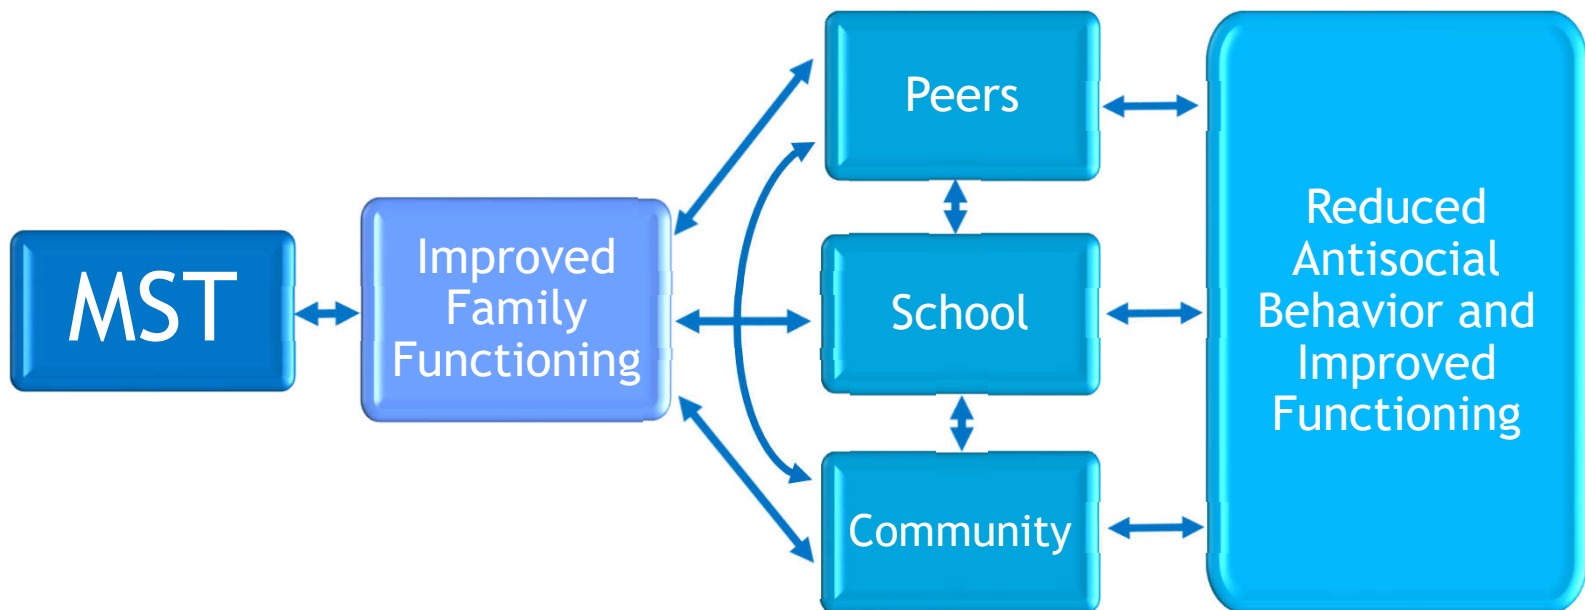 MST
Improved
Family
Functioning
Peers
School
Community
Reduced
Antisocial
Behavior and
Improved
Functioning